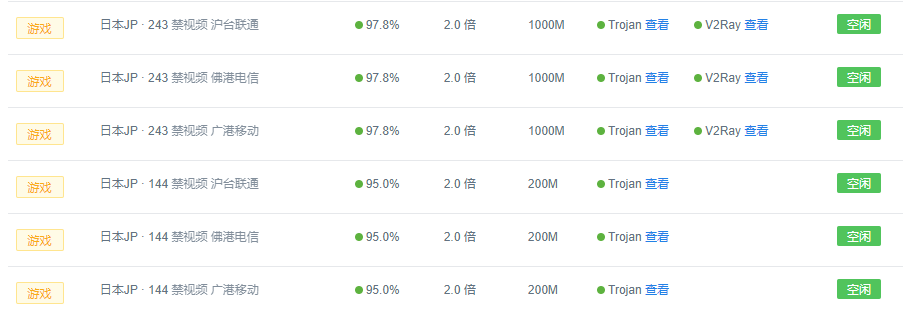 游戏 日本JP · 243 禁视频 沪台联通 97.8% 2.0 倍 1000M Trojan 查看 V2Ray 查看 空闲
游戏 日本JP · 243 禁视频 佛港电信 97.8% 2.0 倍 1000M Trojan 查看 V2Ray 查看 空闲
游戏 日本JP · 243 禁视频 广港移动 97.8% 2.0 倍 1000M Trojan 查看 V2Ray 查看 空闲
游戏 日本JP · 144 禁视频 沪台联通 95.0% 2.0 倍 200M Trojan 查看 空闲
游戏 日本JP · 144 禁视频 佛港电信 95.0% 2.0 倍 200M Trojan 查看 空闲
游戏 日本JP · 144 禁视频 广港移动 95.0% 2.0 倍 200M Trojan 查看 空闲